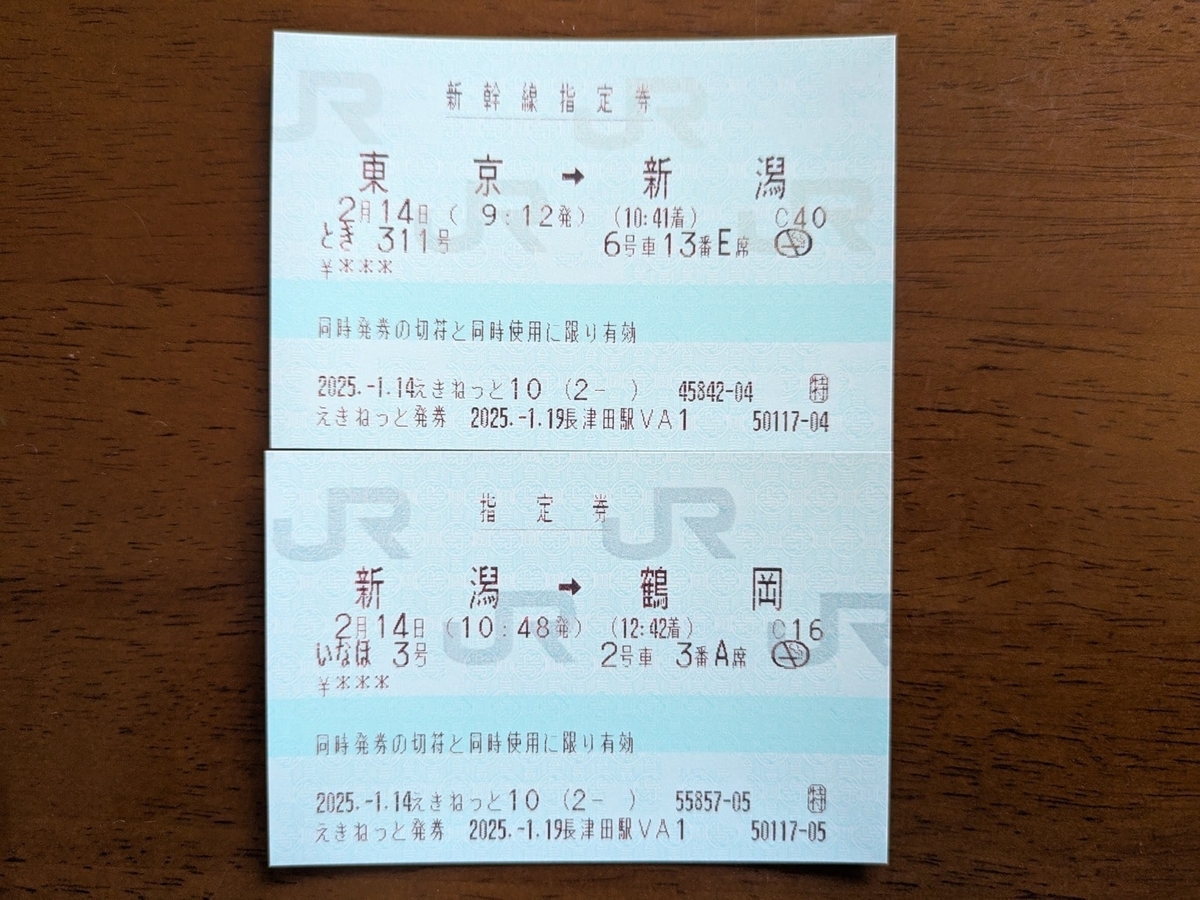 新幹線指定券
東京➡新潟
2月14日 ( 9:12発) (10:41着) C40
とき 311号 6号車13番E席
¥***
同時発券の切符と同時使用に限り有効
2025.-1.14えきねっと10 (2- ) 45842-04 特
えきねっと発券 2025.-1.19長津田駅VA1 50117-04
指定券
新潟➡鶴岡
2月14日 (10:48発) (12:42着) C16
いなほ 3号 2号車 3番A席
¥***
同時発券の切符と同時使用に限り有効
2025.-1.14えきねっと10 (2- ) 55857-05 特
えきねっと発券 2025.-1.19長津田駅VA1 50117-05